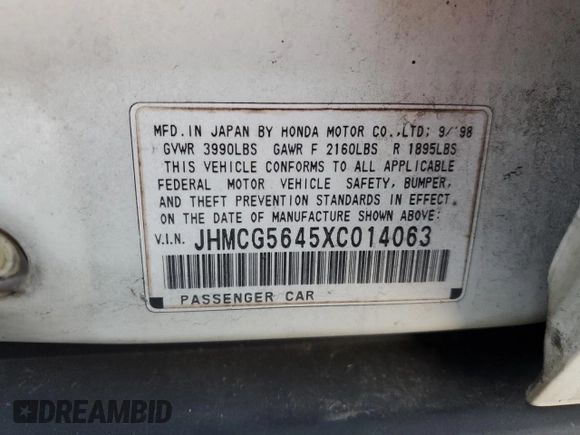 MFD. IN JAPAN BY HONDA MOTOR CO.,LTD; 9/'98
GVWR 3990LBS GAWR F 2160LBS R 1895LBS
THIS VEHICLE CONFORMS TO ALL APPLICABLE
FEDERAL MOTOR VEHICLE SAFETY, BUMPER,
AND THEFT PREVENTION STANDARDS IN EFFECT
ON THE DATE OF MANUFACTURE SHOWN ABOVE.
V.I.N. JHMCG5645XC014063
PASSENGER CAR
DREAMBID